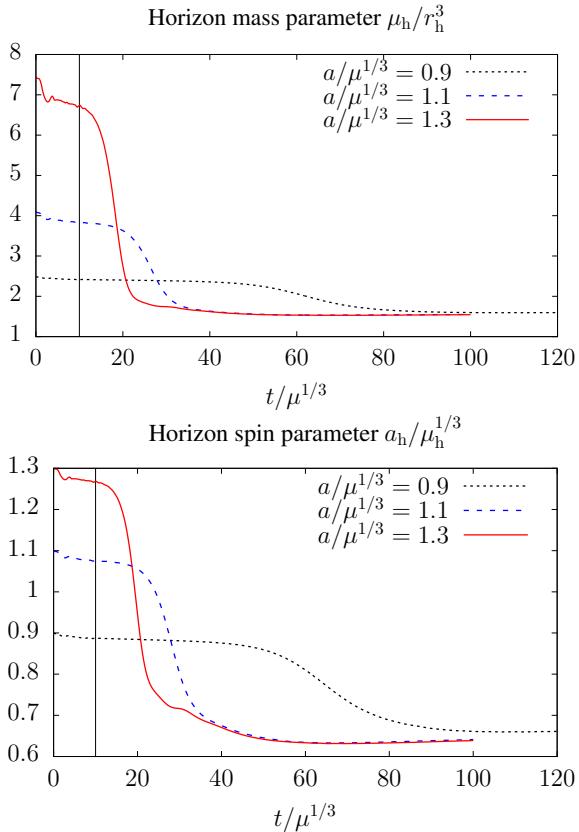 Horizon mass parameter μ_h/r_h^3
8
7
6
5
4
3
2
1
a/μ^{1/3} = 0.9
a/μ^{1/3} = 1.1
a/μ^{1/3} = 1.3
0 20 40 60 80 100 120
t/μ^{1/3}
Horizon spin parameter a_h/μ_h^{1/3}
1.3
1.2
1.1
1
0.9
0.8
0.7
0.6
a/μ^{1/3} = 0.9
a/μ^{1/3} = 1.1
a/μ^{1/3} = 1.3
0 20 40 60 80 100 120
t/μ^{1/3}